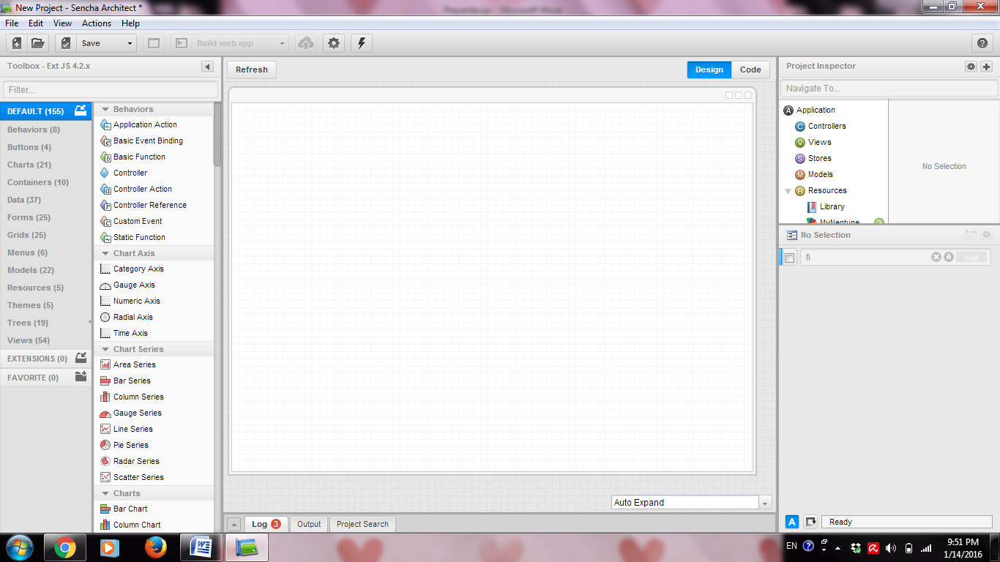 New Project - Sencha Architect *
File Edit View Actions Help
Save Build web app
Toolbox - Ext JS 4.2.x
Filter...
DEFAULT (155)
Behaviors (8)
Buttons (4)
Charts (21)
Containers (10)
Data (37)
Forms (25)
Grids (25)
Menus (6)
Models (22)
Resources (5)
Themes (5)
Trees (19)
Views (54)
EXTENSIONS (0)
FAVORITE (0)
Behaviors
Application Action
Basic Event Binding
Basic Function
Controller
Controller Action
Controller Reference
Custom Event
Static Function
Chart Axis
Category Axis
Gauge Axis
Numeric Axis
Radial Axis
Time Axis
Chart Series
Area Series
Bar Series
Column Series
Gauge Series
Line Series
Pie Series
Radar Series
Scatter Series
Charts
Bar Chart
Column Chart
Refresh Design Code
Auto Expand
Log 3 Output Project Search
Project Inspector
Navigate To...
Application
Controllers
Views
Stores
Models
Resources
Library
MyNeptune
No Selection
No Selection
fi Add
Ready
EN 9:51 PM
1/14/2016